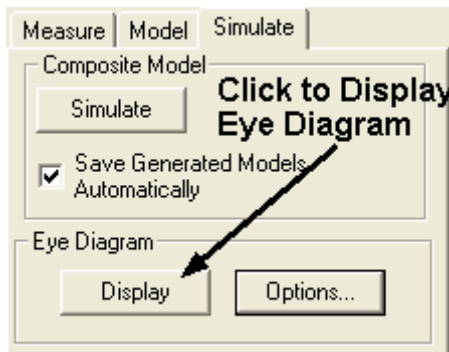 Measure Model Simulate
Composite Model
Simulate
Click to Display
Eye Diagram
Save Generated Models
Automatically
Eye Diagram
Display Options...